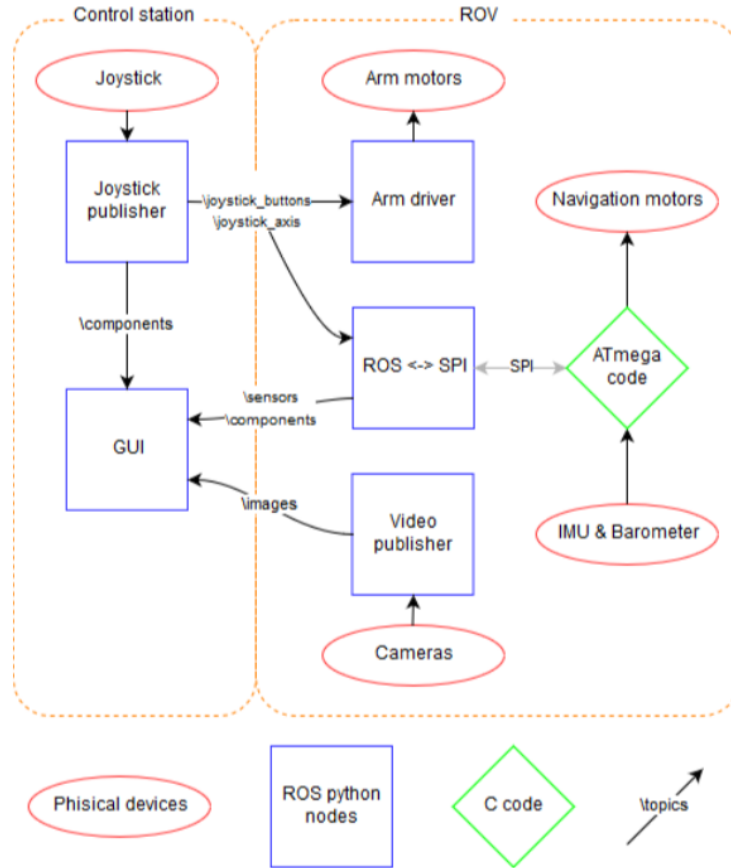 Control station
ROV
Joystick
Arm motors
Joystick
publisher
\joystick_buttons
\joystick_axis
Arm driver
Navigation motors
\components
ROS <-> SPI
SPI
ATmega
code
\sensors
\components
GUI
\images
Video
publisher
IMU & Barometer
Cameras
Phisical devices
ROS python
nodes
C code
\topics